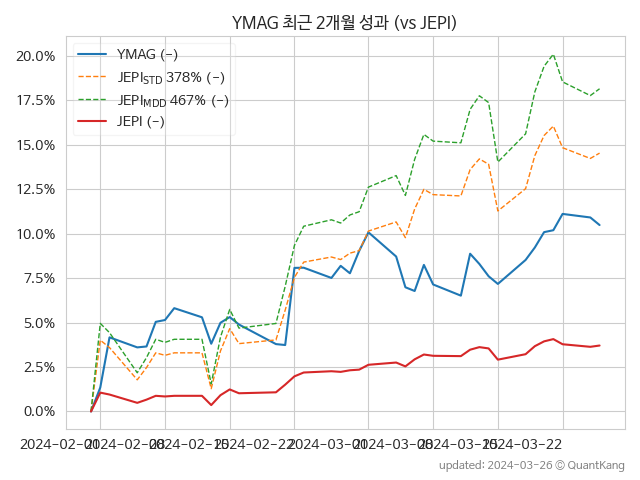 YMAG 최근 2개월 성과 (vs JEPI)
YMAG (-)
JEPI_STD 378% (-)
JEPI_MDD 467% (-)
JEPI (-)
20.0%
17.5%
15.0%
12.5%
10.0%
7.5%
5.0%
2.5%
0.0%
2024-02-01 2024-02-08 2024-02-15 2024-02-22 2024-03-01 2024-03-08 2024-03-15 2024-03-22
updated: 2024-03-26 © QuantKang